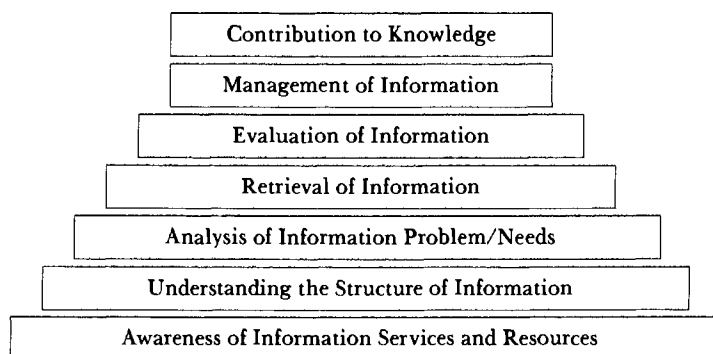 Contribution to Knowledge
Management of Information
Evaluation of Information
Retrieval of Information
Analysis of Information Problem/Needs
Understanding the Structure of Information
Awareness of Information Services and Resources